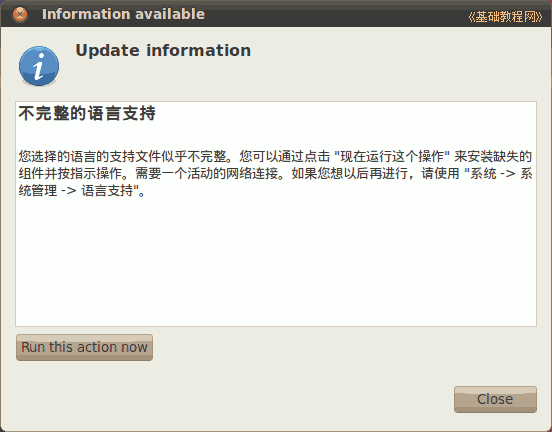 Information available
《基础教程网》
Update information
不完整的语言支持
您选择的语言的支持文件似乎不完整。您可以通过点击 "现在运行这个操作" 来安装缺失的
组件并按指示操作。需要一个活动的网络连接。如果您想以后再进行，请使用 "系统 -> 系
统管理 -> 语言支持"。
Run this action now
Close